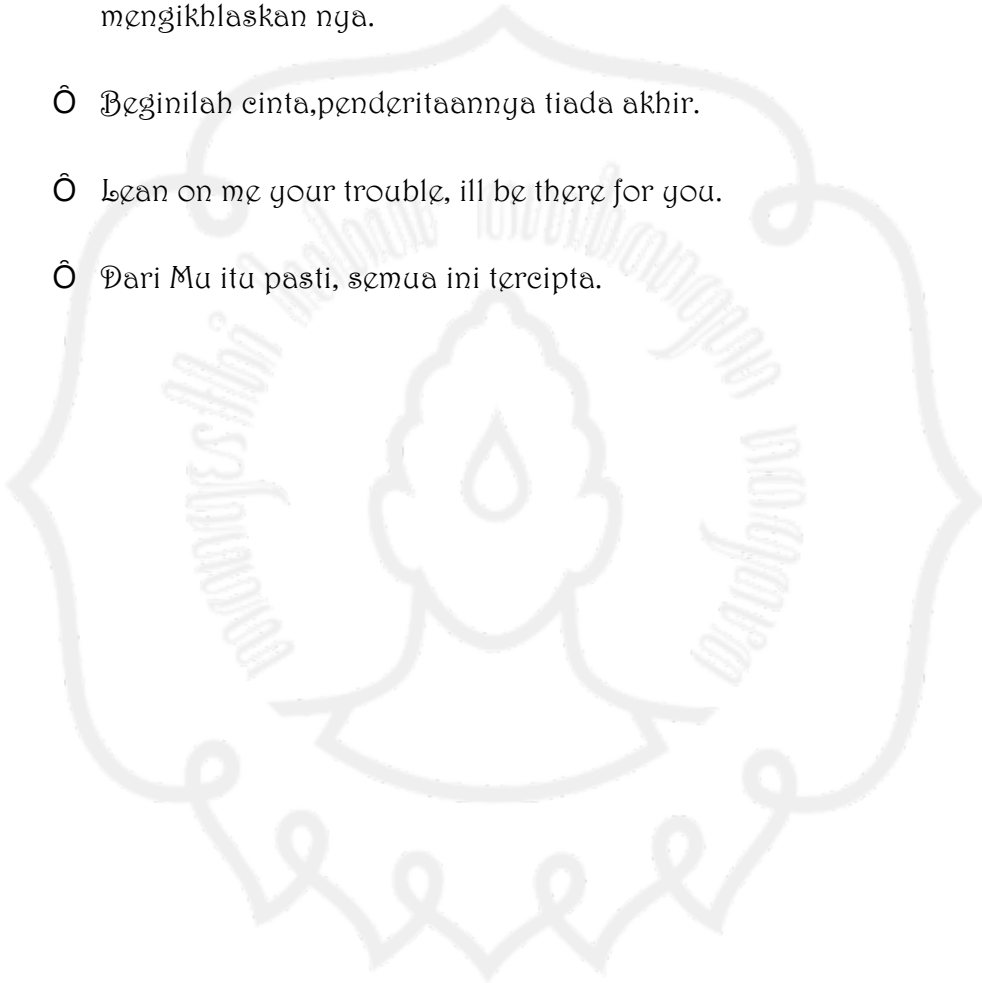 mengikhlaskan nya.
Ô Beginilah cinta,penderitaannya tiada akhir.
Ô Lean on me your trouble, ill be there for you.
Ô Dari Mu itu pasti, semua ini tercipta.